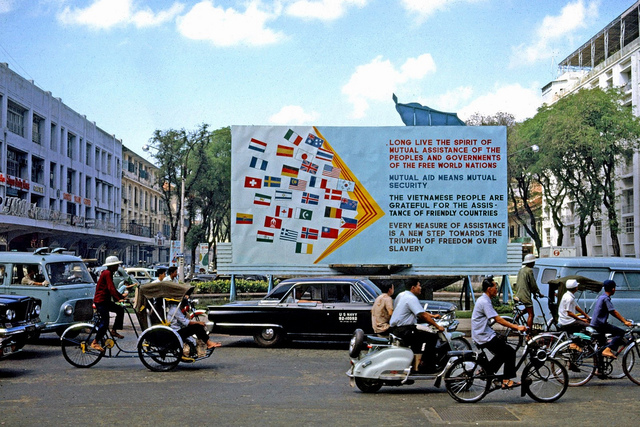 LONG LIVE THE SPIRIT OF
MUTUAL ASSISTANCE OF THE
PEOPLES AND GOVERNMENTS
OF THE FREE WORLD NATIONS
MUTUAL AID MEANS MUTUAL
SECURITY
THE VIETNAMESE PEOPLE ARE
GRATEFUL FOR THE ASSIS-
TANCE OF FRIENDLY COUNTRIES
EVERY MEASURE OF ASSISTANCE
IS A NEW STEP TOWARDS THE
TRIUMPH OF FREEDOM OVER
SLAVERY
U S NAVY